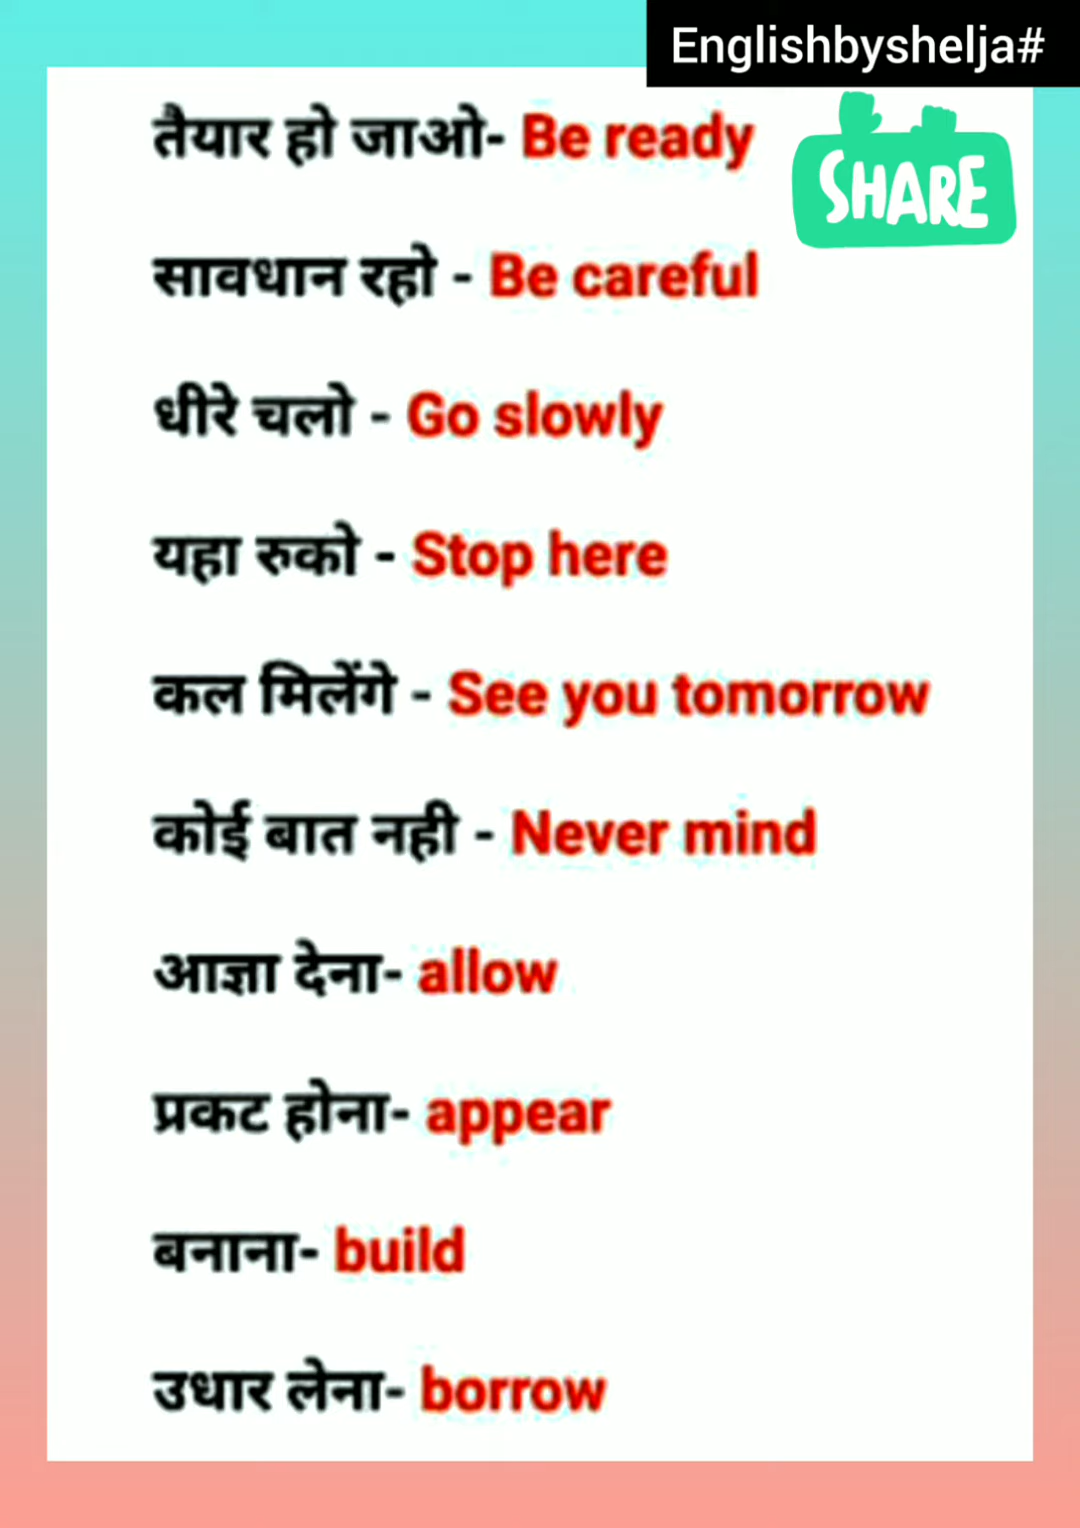 Englishbyshelja#
तैयार हो जाओ- Be ready
SHARE
सावधान रहो - Be careful
धीरे चलो - Go slowly
यहा रुको - Stop here
कल मिलेंगे - See you tomorrow
कोई बात नही - Never mind
आज्ञा देना- allow
प्रकट होना- appear
बनाना- build
उधार लेना- borrow